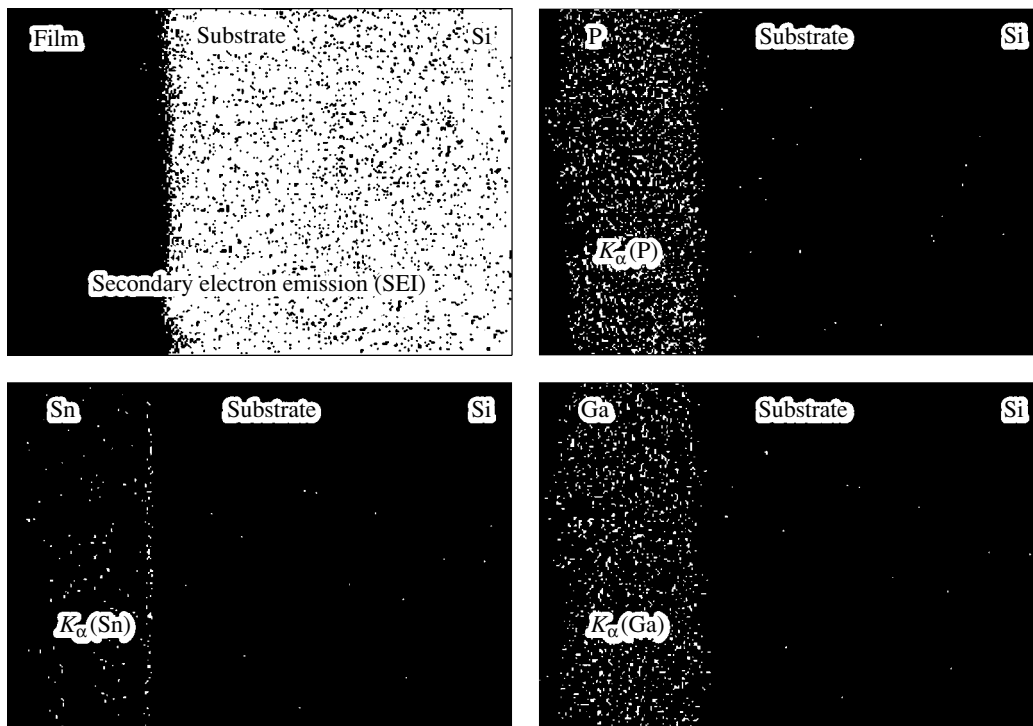 Film Substrate Si
Secondary electron emission (SEI)
P Substrate Si
Kα(P)
Sn Substrate Si
Kα(Sn)
Ga Substrate Si
Kα(Ga)